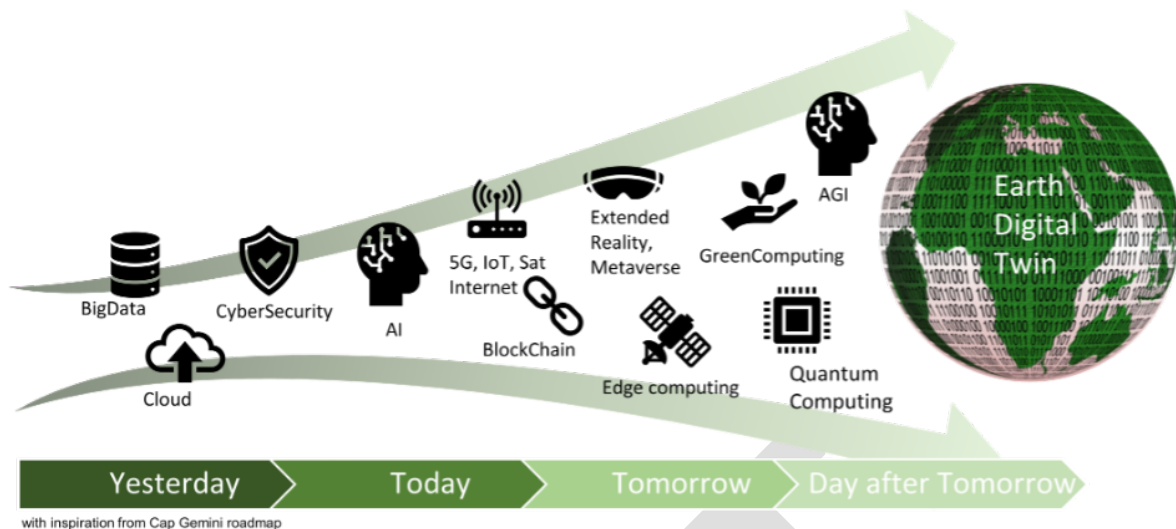 BigData
Cloud
CyberSecurity
AI
5G, IoT, Sat
Internet
BlockChain
Extended
Reality,
Metaverse
Edge computing
GreenComputing
Quantum
Computing
AGI
Earth
Digital
Twin
Yesterday
Today
Tomorrow
Day after Tomorrow
with inspiration from Cap Gemini roadmap